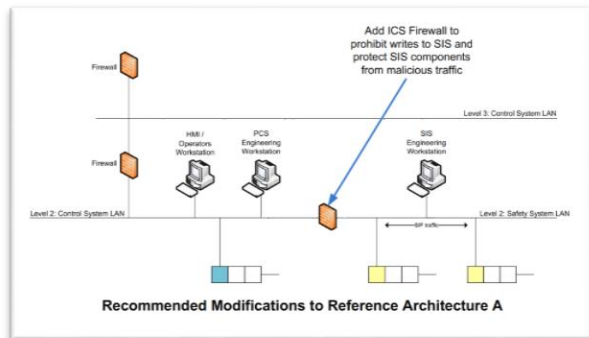 Add ICS Firewall to
prohibit writes to SIS and
protect SIS components
from malicious traffic
Firewall
Level 3: Control System LAN
HMI /
Operators
Workstation
PCS
Engineering
Workstation
SIS
Engineering
Workstation
Firewall
Level 2: Control System LAN
Level 2: Safety System LAN
traffic
Recommended Modifications to Reference Architecture A